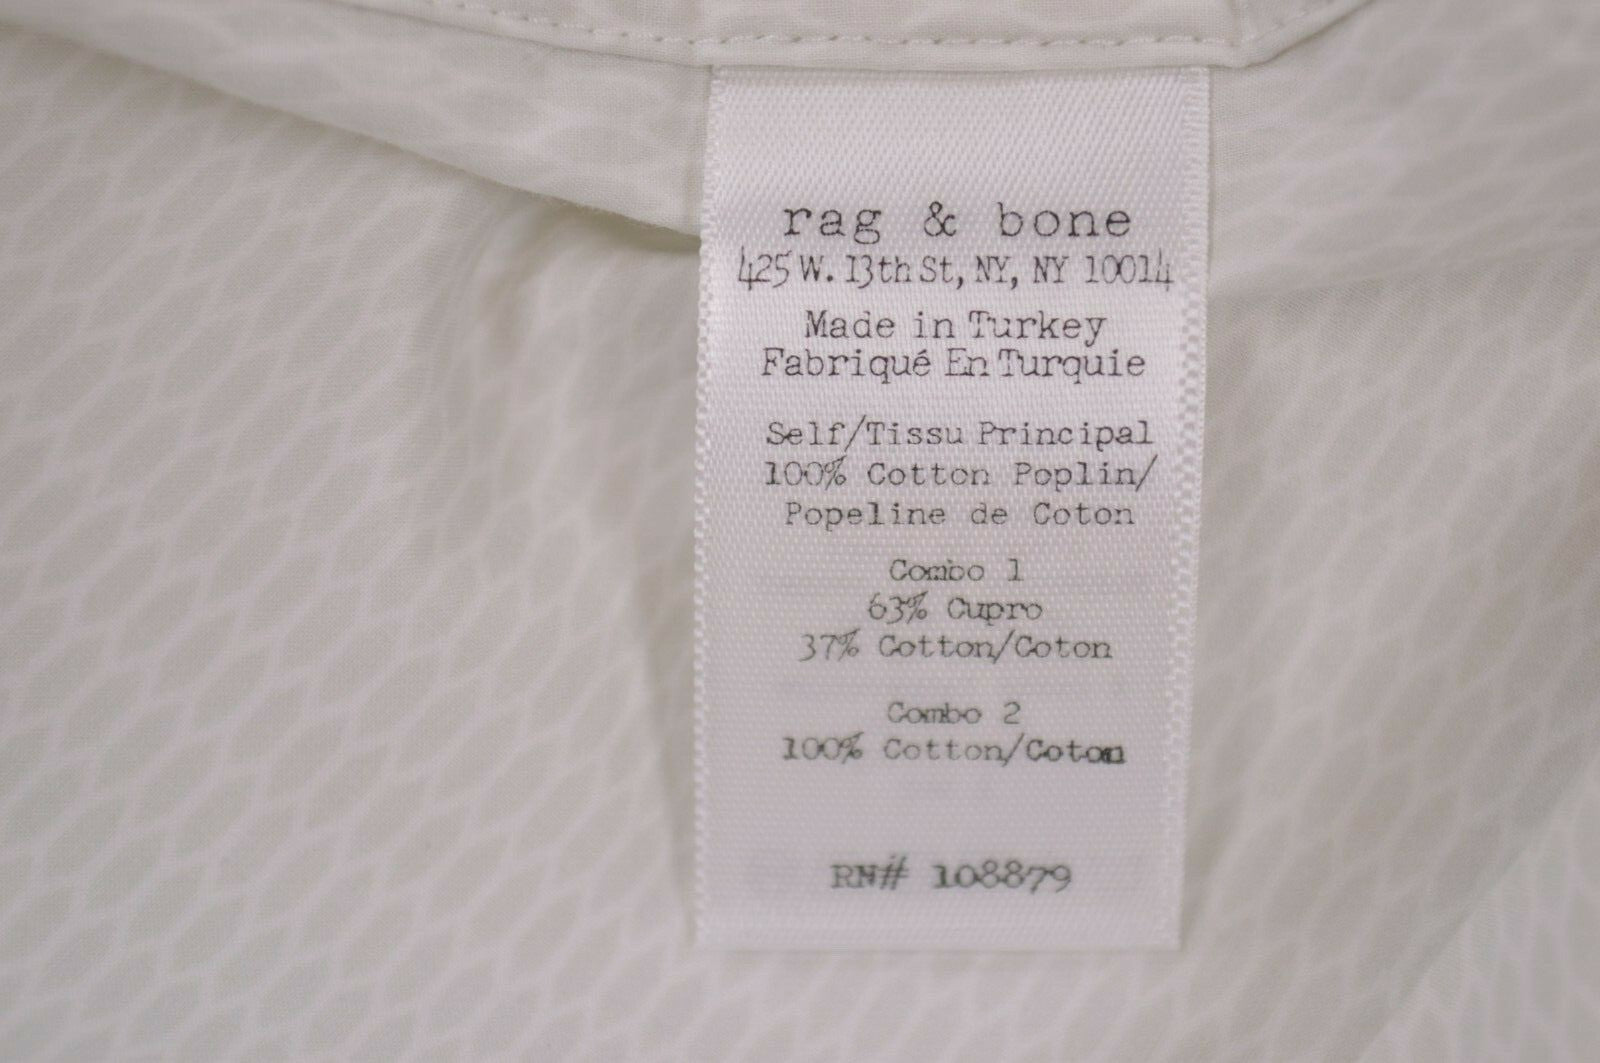 rag & bone
425 W. 13th St, NY, NY 10014
Made in Turkey
Fabriqué En Turquie
Self/Tissu Principal
100% Cotton Poplin/
Popeline de Coton
Combo 1
63% Cupro
37% Cotton/Coton
Combo 2
100% Cotton/Coton
RN# 108879